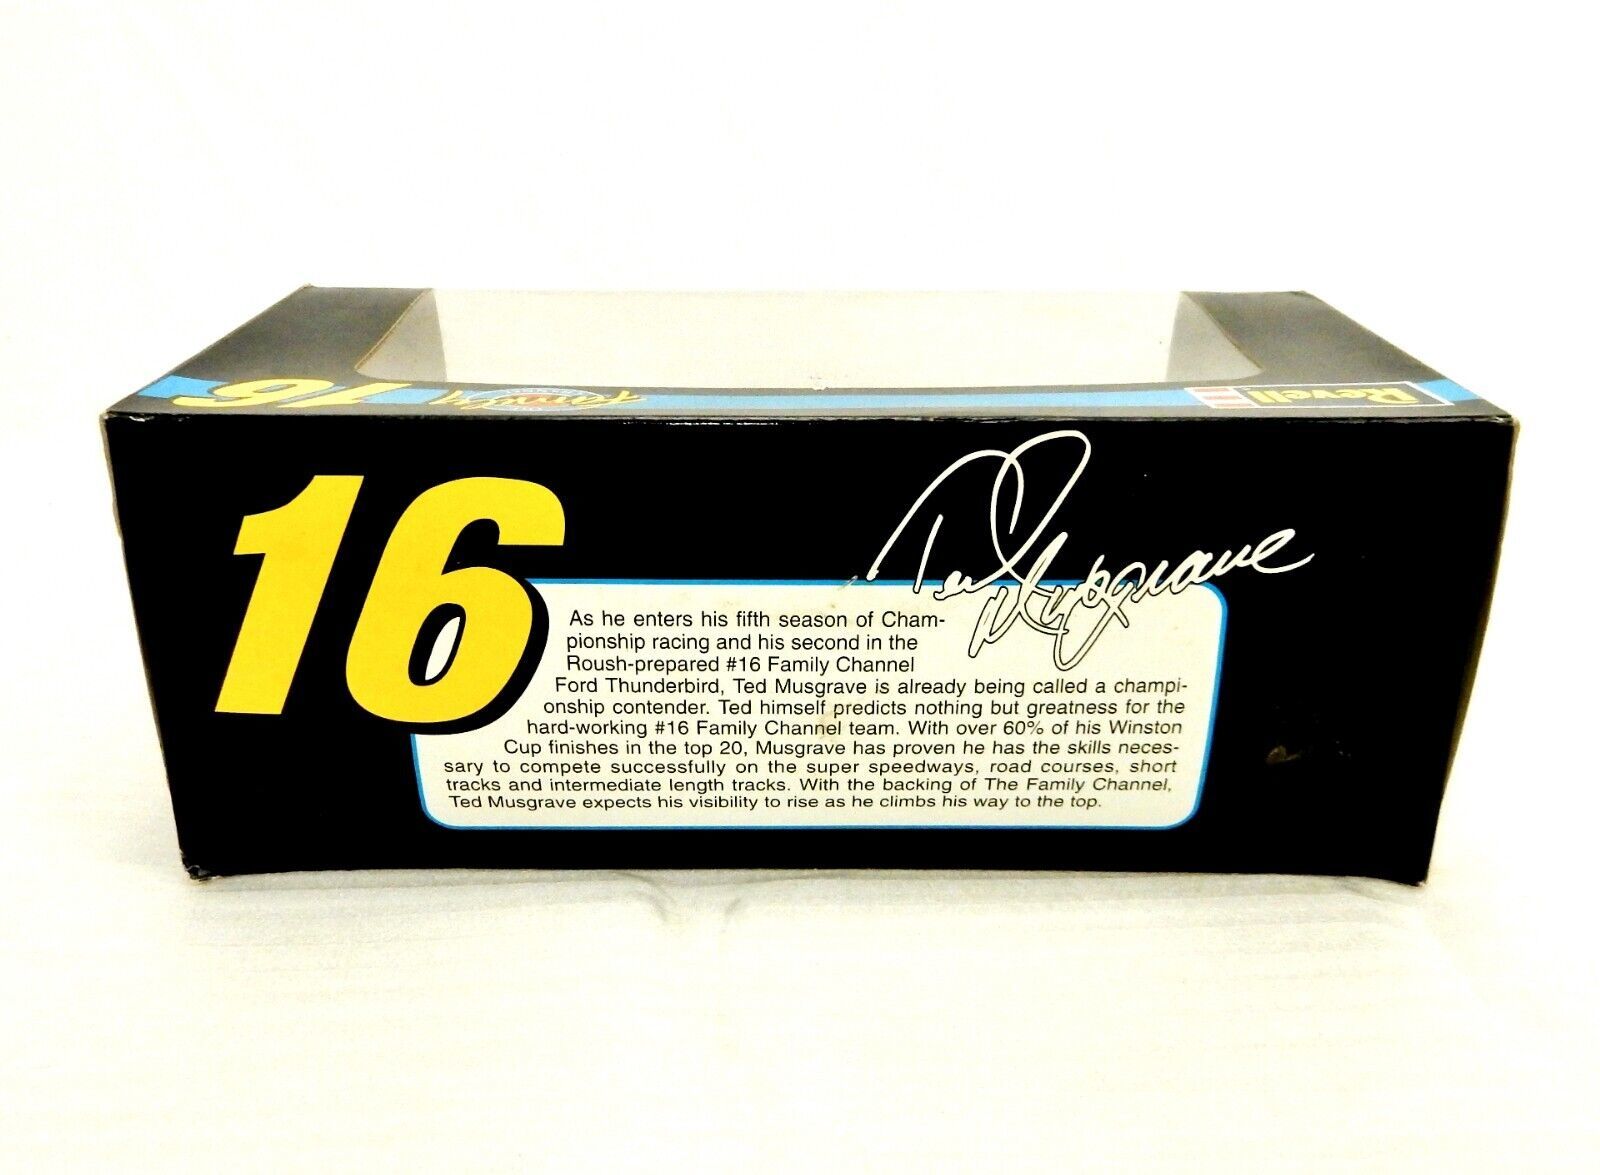 16
Family
Revell
16
Ted Musgrave
As he enters his fifth season of Cham-
pionship racing and his second in the
Roush-prepared #16 Family Channel
Ford Thunderbird, Ted Musgrave is already being called a champi-
onship contender. Ted himself predicts nothing but greatness for the
hard-working #16 Family Channel team. With over 60% of his Winston
Cup finishes in the top 20, Musgrave has proven he has the skills neces-
sary to compete successfully on the super speedways, road courses, short
tracks and intermediate length tracks. With the backing of The Family Channel,
Ted Musgrave expects his visibility to rise as he climbs his way to the top.